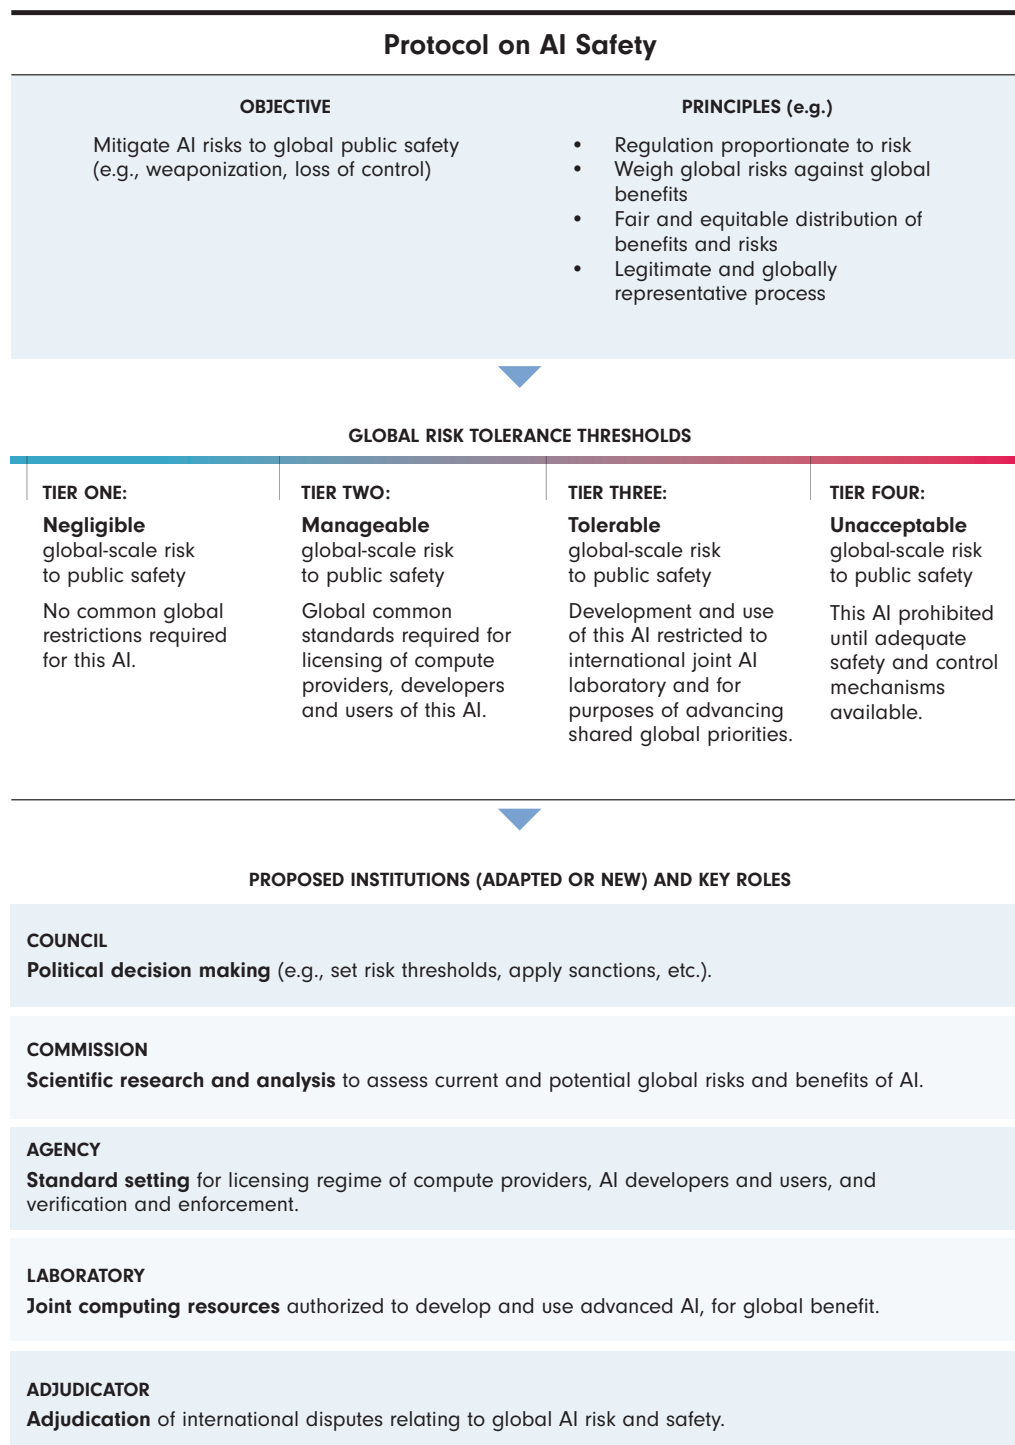 Protocol on AI Safety
OBJECTIVE
Mitigate AI risks to global public safety
(e.g., weaponization, loss of control)
PRINCIPLES (e.g.)
• Regulation proportionate to risk
• Weigh global risks against global
benefits
• Fair and equitable distribution of
benefits and risks
• Legitimate and globally
representative process
GLOBAL RISK TOLERANCE THRESHOLDS
TIER ONE:
Negligible
global-scale risk
to public safety
No common global
restrictions required
for this AI.
TIER TWO:
Manageable
global-scale risk
to public safety
Global common
standards required for
licensing of compute
providers, developers
and users of this AI.
TIER THREE:
Tolerable
global-scale risk
to public safety
Development and use
of this AI restricted to
international joint AI
laboratory and for
purposes of advancing
shared global priorities.
TIER FOUR:
Unacceptable
global-scale risk
to public safety
This AI prohibited
until adequate
safety and control
mechanisms
available.
PROPOSED INSTITUTIONS (ADAPTED OR NEW) AND KEY ROLES
COUNCIL
Political decision making (e.g., set risk thresholds, apply sanctions, etc.).
COMMISSION
Scientific research and analysis to assess current and potential global risks and benefits of AI.
AGENCY
Standard setting for licensing regime of compute providers, AI developers and users, and
verification and enforcement.
LABORATORY
Joint computing resources authorized to develop and use advanced AI, for global benefit.
ADJUDICATOR
Adjudication of international disputes relating to global AI risk and safety.